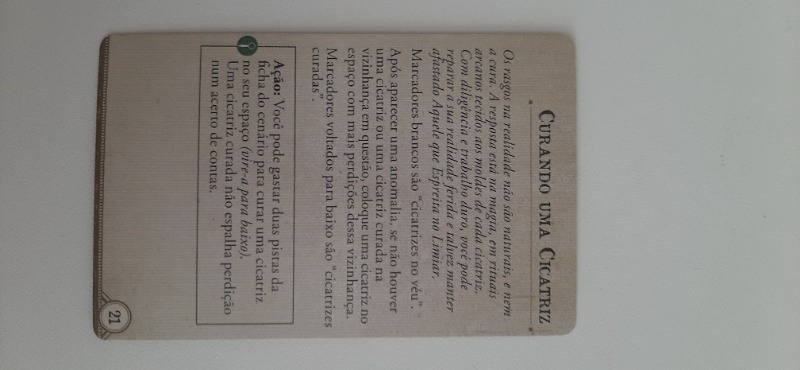 CURANDO UMA CICATRIZ
Os rasgos na realidade não são naturais, e nem
a cura. A resposta está na magia, em rituais
arcanos tecidos aos moldes de cada cicatriz.
Com diligência e trabalho duro, você pode
reparar a sua realidade ferida e talvez manter
afastado Aquele que Espreita no Limiar.
Marcadores brancos são "cicatrizes no véu".
Após aparecer uma anomalia, se não houver
uma cicatriz ou uma cicatriz curada na
vizinhança em questão, coloque uma cicatriz no
espaço com mais perdições dessa vizinhança.
Marcadores voltados para baixo são "cicatrizes
curadas".
Ação: Você pode gastar duas pistas da
ficha do cenário para curar uma cicatriz
no seu espaço (vire-a para baixo).
Uma cicatriz curada não espalha perdição
num acerto de contas.
21